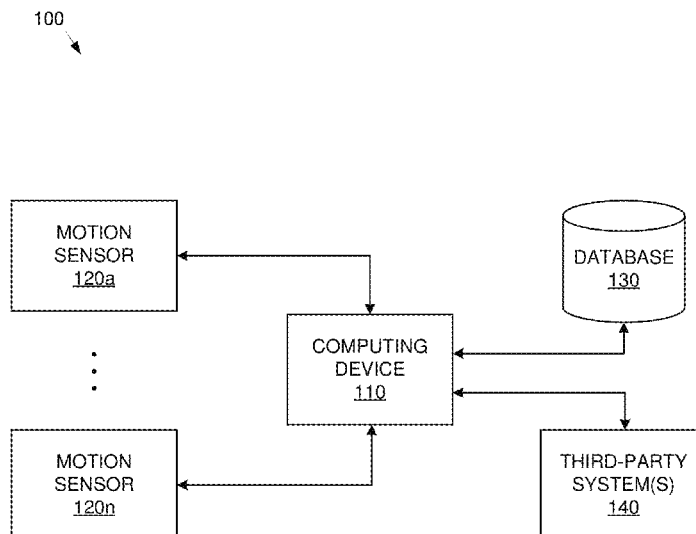 100
MOTION
SENSOR
120a
DATABASE
130
COMPUTING
DEVICE
110
MOTION
SENSOR
120n
THIRD-PARTY
SYSTEM(S)
140